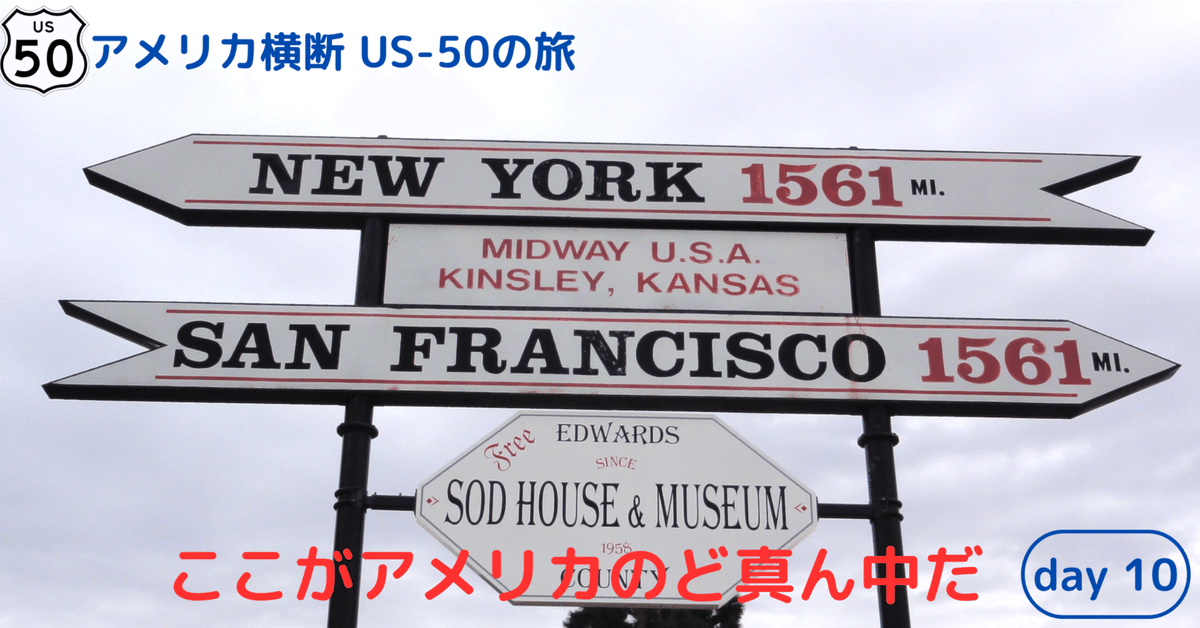 US
50
アメリカ横断 US-50の旅
NEW YORK 1561 MI.
MIDWAY U.S.A.
KINSLEY, KANSAS
SAN FRANCISCO 1561 MI.
Free
EDWARDS
SINCE
SOD HOUSE & MUSEUM
1958
COUNTY
ここがアメリカのど真ん中だ
day 10